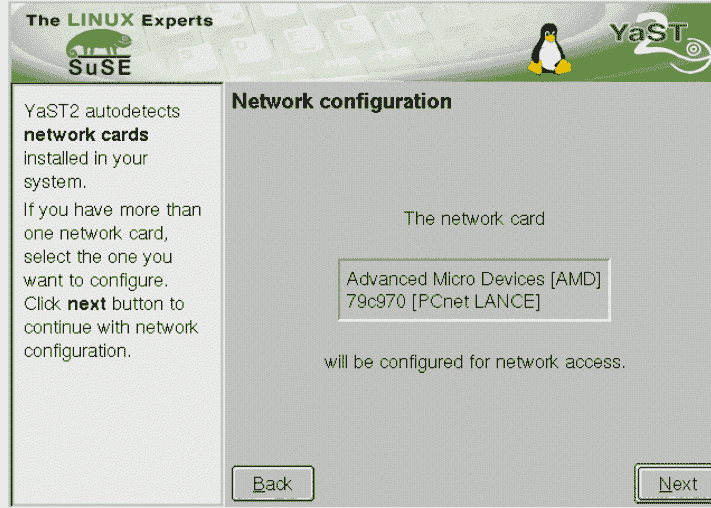 The LINUX Experts
SuSE
YaST
2
YaST2 autodetects
network cards
installed in your
system.
If you have more than
one network card,
select the one you
want to configure.
Click next button to
continue with network
configuration.
Network configuration
The network card
Advanced Micro Devices [AMD]
79c970 [PCnet LANCE]
will be configured for network access.
Back
Next